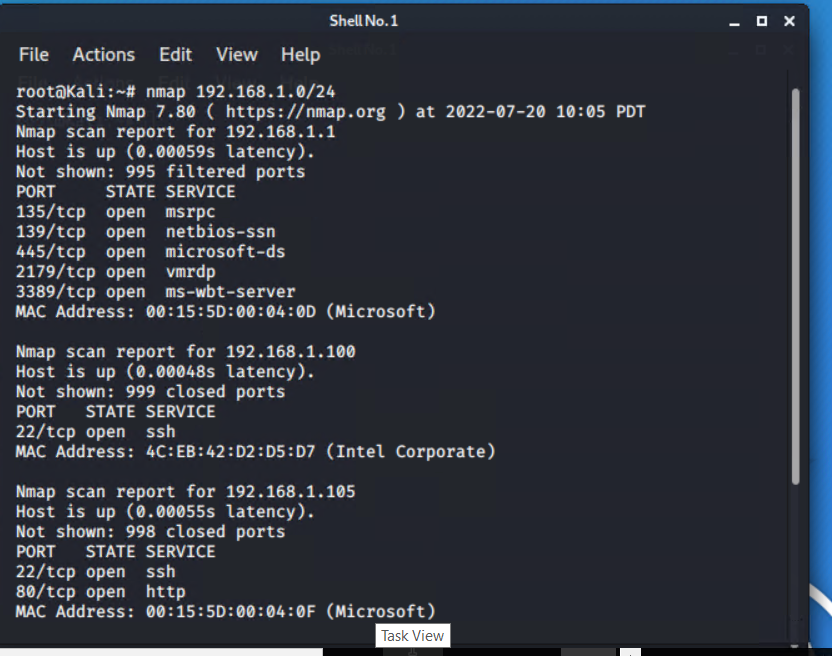 Shell No.1
File Actions Edit View Help
root@Kali:~# nmap 192.168.1.0/24
Starting Nmap 7.80 ( https://nmap.org ) at 2022-07-20 10:05 PDT
Nmap scan report for 192.168.1.1
Host is up (0.00059s latency).
Not shown: 995 filtered ports
PORT     STATE SERVICE
135/tcp  open  msrpc
139/tcp  open  netbios-ssn
445/tcp  open  microsoft-ds
2179/tcp open  vmrdp
3389/tcp open  ms-wbt-server
MAC Address: 00:15:5D:00:04:0D (Microsoft)
Nmap scan report for 192.168.1.100
Host is up (0.00048s latency).
Not shown: 999 closed ports
PORT   STATE SERVICE
22/tcp open  ssh
MAC Address: 4C:EB:42:D2:D5:D7 (Intel Corporate)
Nmap scan report for 192.168.1.105
Host is up (0.00055s latency).
Not shown: 998 closed ports
PORT   STATE SERVICE
22/tcp open  ssh
80/tcp open  http
MAC Address: 00:15:5D:00:04:0F (Microsoft)
Task View